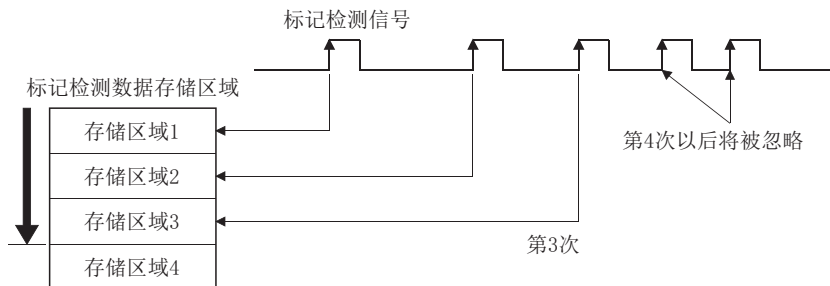 标记检测信号
标记检测数据存储区域
存储区域1
存储区域2
存储区域3
存储区域4
第3次
第4次以后将被忽略